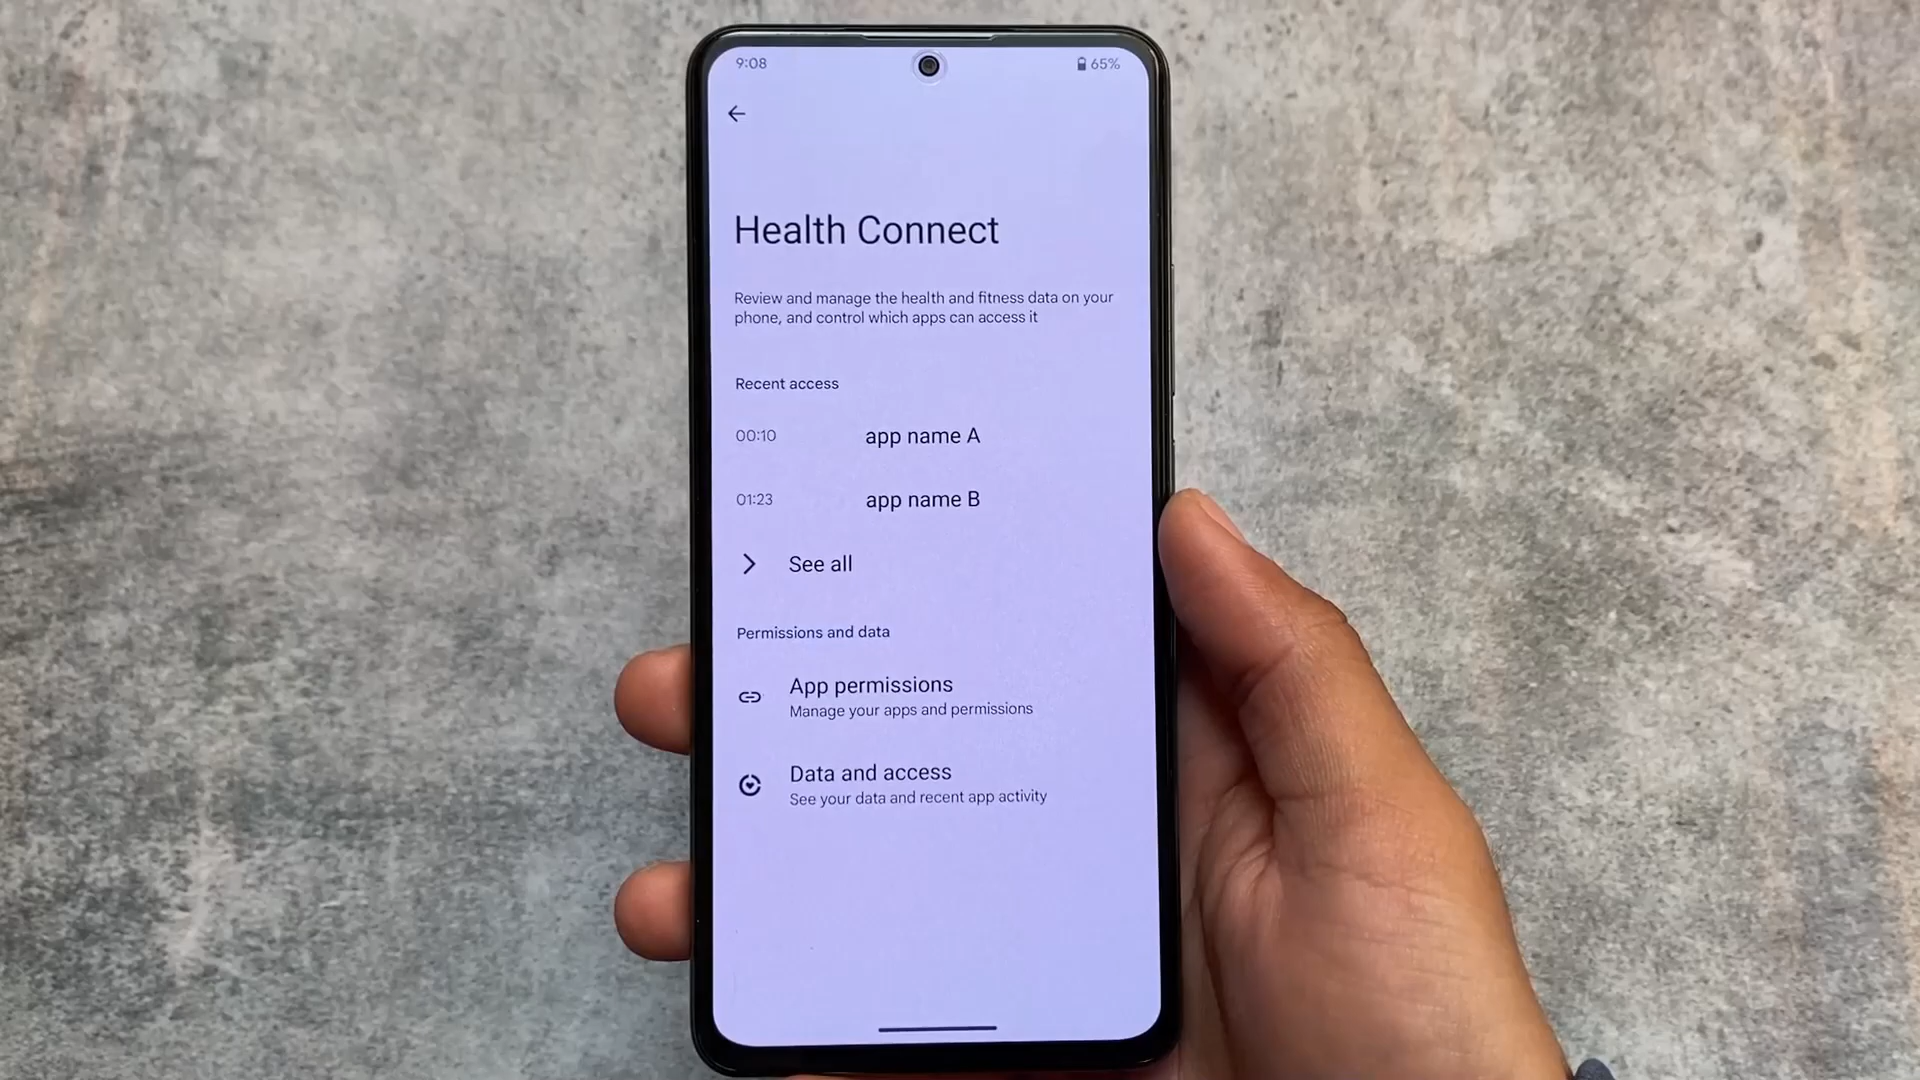 9:08
65%
Health Connect
Review and manage the health and fitness data on your
phone, and control which apps can access it
Recent access
00:10 app name A
01:23 app name B
See all
Permissions and data
App permissions
Manage your apps and permissions
Data and access
See your data and recent app activity